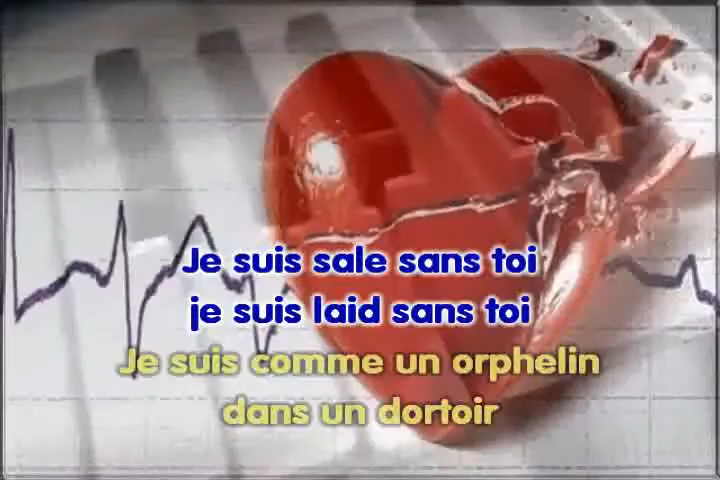 Je suis sale sans toi
je suis laid sans toi
Je suis comme un orphelin
dans un dortoir